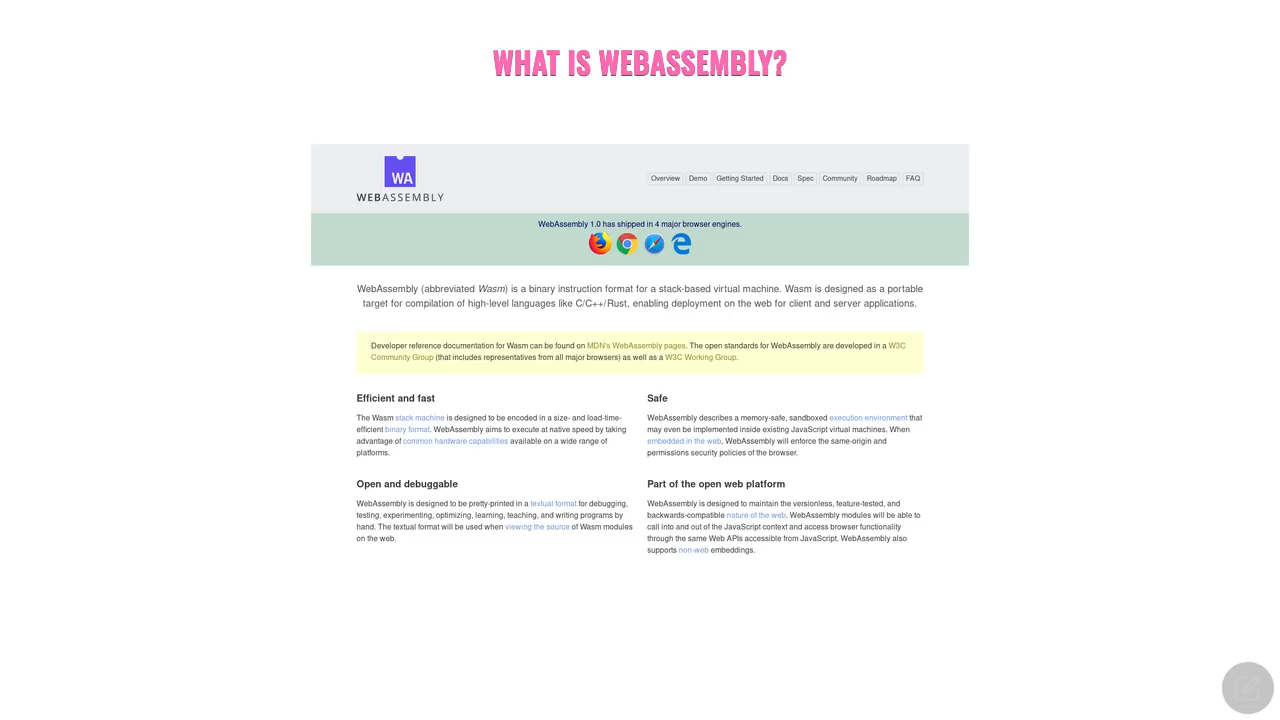 WHAT IS WEBASSEMBLY?
WA
WEBASSEMBLY
Overview Demo Getting Started Docs Spec Community Roadmap FAQ
WebAssembly 1.0 has shipped in 4 major browser engines.
WebAssembly (abbreviated Wasm) is a binary instruction format for a stack-based virtual machine. Wasm is designed as a portable
target for compilation of high-level languages like C/C++/Rust, enabling deployment on the web for client and server applications.
Developer reference documentation for Wasm can be found on MDN's WebAssembly pages. The open standards for WebAssembly are developed in a W3C
Community Group (that includes representatives from all major browsers) as well as a W3C Working Group.
Efficient and fast
The Wasm stack machine is designed to be encoded in a size- and load-time-
efficient binary format. WebAssembly aims to execute at native speed by taking
advantage of common hardware capabilities available on a wide range of
platforms.
Safe
WebAssembly describes a memory-safe, sandboxed execution environment that
may even be implemented inside existing JavaScript virtual machines. When
embedded in the web, WebAssembly will enforce the same-origin and
permissions security policies of the browser.
Open and debuggable
WebAssembly is designed to be pretty-printed in a textual format for debugging,
testing, experimenting, optimizing, learning, teaching, and writing programs by
hand. The textual format will be used when viewing the source of Wasm modules
on the web.
Part of the open web platform
WebAssembly is designed to maintain the versionless, feature-tested, and
backwards-compatible nature of the web. WebAssembly modules will be able to
call into and out of the JavaScript context and access browser functionality
through the same Web APIs accessible from JavaScript. WebAssembly also
supports non-web embeddings.